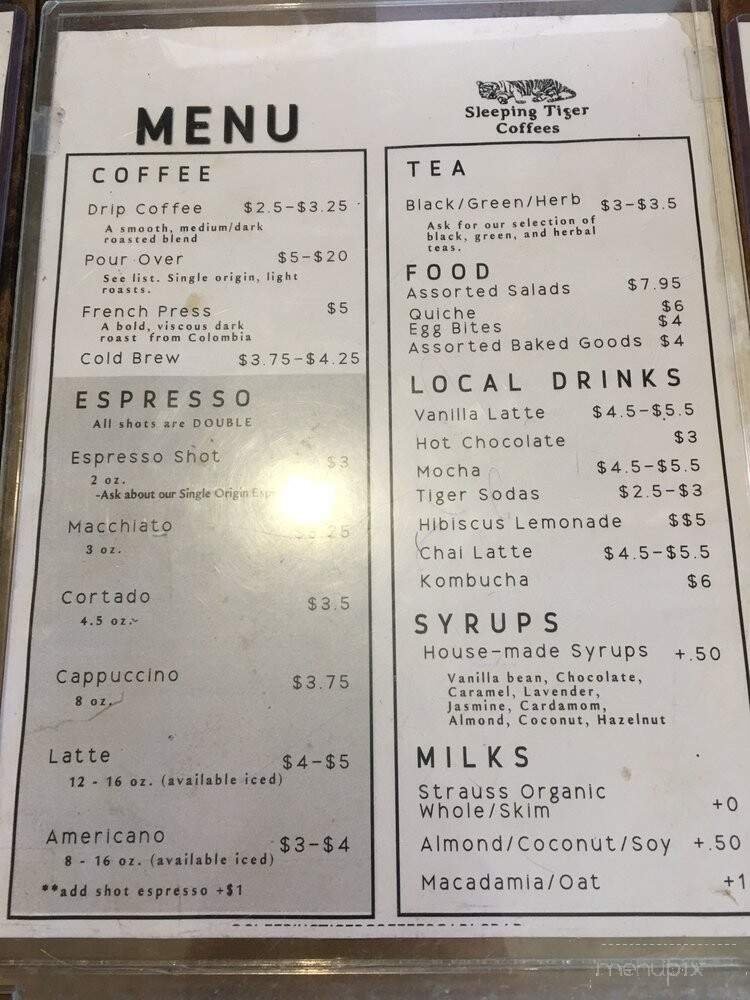 MENU
COFFEE
Drip Coffee $2.5-$3.25
A smooth, medium/dark
roasted blend
Pour Over $5-$20
See list. Single origin, light
roasts.
French Press $5
A bold, viscous dark
roast from Colombia
Cold Brew $3.75-$4.25
ESPRESSO
All shots are DOUBLE
Espresso Shot $3
2 oz.
-Ask about our Single Origin
Macchiato
3 oz.
Cortado $3.5
4.5 oz.~
Cappuccino $3.75
8 oz.
Latte $4-$5
12 - 16 oz. (available iced)
Americano $3-$4
8 - 16 oz. (available iced)
**add shot espresso +$1
Sleeping Tiger
Coffees
TEA
Black/Green/Herb $3-$3.5
Ask for our selection of
black, green, and herbal
teas.
FOOD
Assorted Salads $7.95
Quiche $6
Egg Bites $4
Assorted Baked Goods $4
LOCAL DRINKS
Vanilla Latte $4.5-$5.5
Hot Chocolate $3
Mocha $4.5-$5.5
Tiger Sodas $2.5-$3
Hibiscus Lemonade $$5
Chai Latte $4.5-$5.5
Kombucha $6
SYRUPS
House-made Syrups +.50
Vanilla bean, Chocolate,
Caramel, Lavender,
Jasmine, Cardamom,
Almond, Coconut, Hazelnut
MILKS
Strauss Organic
Whole/Skim +0
Almond/Coconut/Soy +.50
Macadamia/Oat +1
menupix